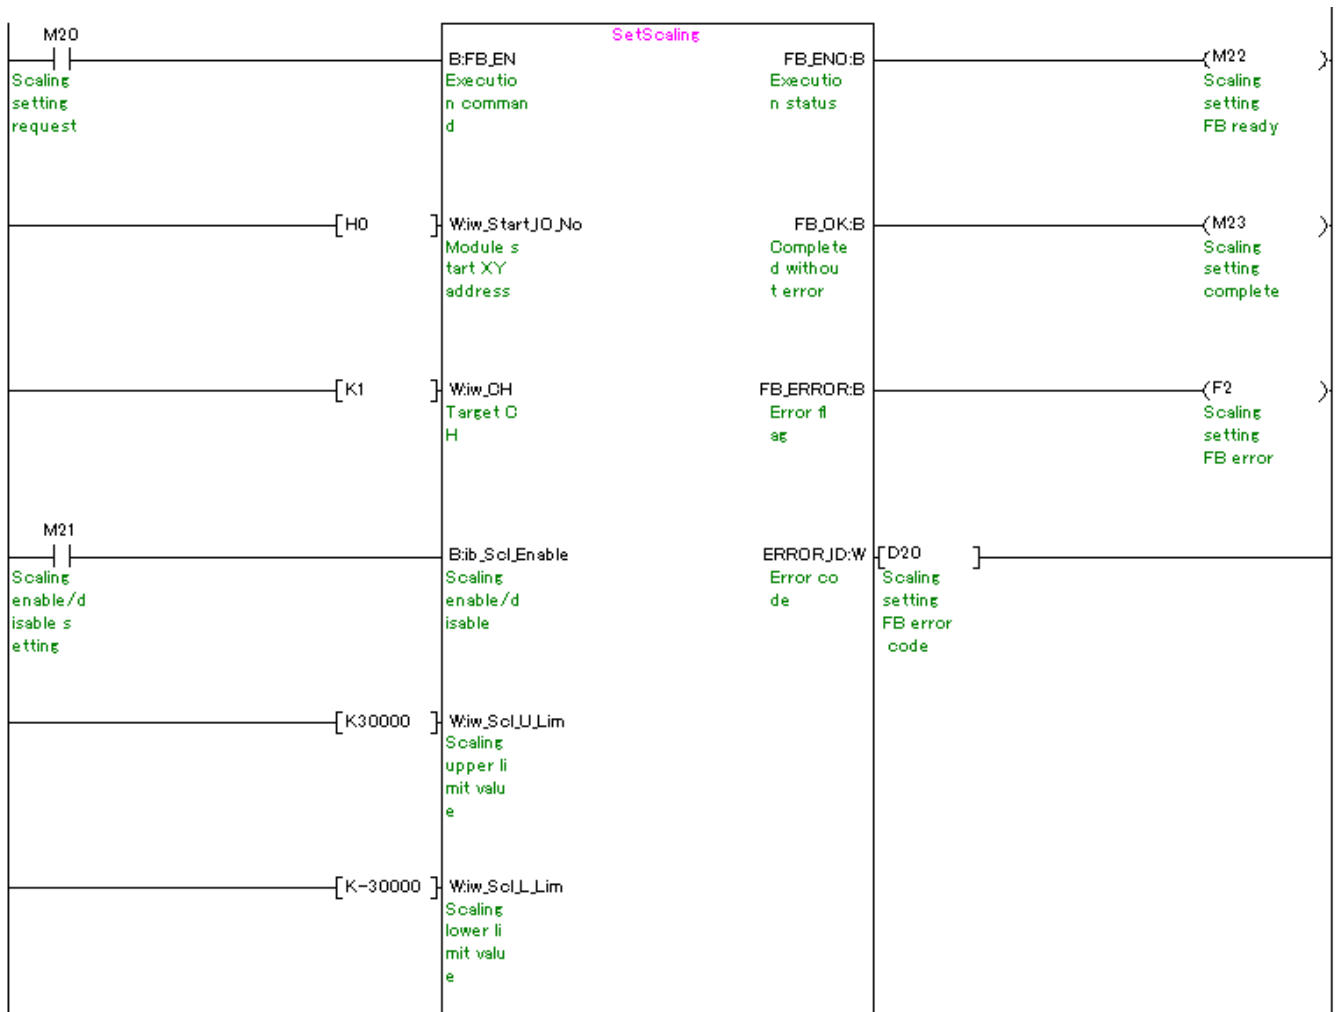 SetScaling
M20
B:FB_EN
FB_ENO:B
M22
Scaling
setting
request
Executio
n comman
d
Executio
n status
Scaling
setting
FB ready
H0
W:iw_Start_IO_No
FB_OK:B
M23
Module s
tart XY
address
Complete
d withou
t error
Scaling
setting
complete
K1
W:iw_CH
FB_ERROR:B
F2
Target C
H
Error fl
ag
Scaling
setting
FB error
M21
B:ib_Scl_Enable
ERROR_ID:W
D20
Scaling
enable/d
isable s
etting
Scaling
enable/d
isable
Error co
de
Scaling
setting
FB error
code
K30000
W:iw_Scl_U_Lim
Scaling
upper li
mit valu
e
K-30000
W:iw_Scl_L_Lim
Scaling
lower li
mit valu
e